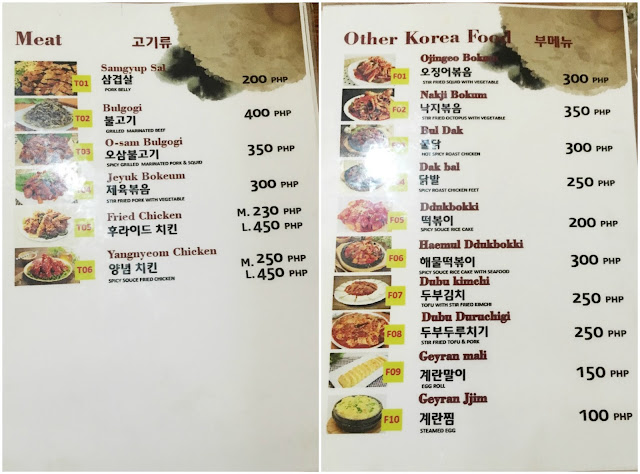 Meat 고기류
T01 Samgyup Sal
삼겹살 200 PHP
PORK BELLY
T02 Bulgogi
불고기 400 PHP
GRILLED MARINATED BEEF
T03 O-sam Bulgogi
오삼불고기 350 PHP
SPICY GRILLED MARINATED PORK & SQUID
Jeyuk Bokeum
제육볶음 300 PHP
STIR FRIED PORK WITH VEGETABLE
T05 Fried Chicken M. 230 PHP
후라이드 치킨 L. 450 PHP
T06 Yangnyeom Chicken M. 250 PHP
양념 치킨 L. 450 PHP
SPICY SOUCE FRIED CHICKEN
Other Korea Food 부메뉴
F01 Ojingeo Bokum
오징어볶음 300 PHP
STIR FRIED SQUID WITH VEGETABLE
F02 Nakji Bokum
낙지볶음 350 PHP
STIR FRIED OCTOPUS WITH VEGETABLE
Bul Dak
불닭 300 PHP
HOT SPICY ROAST CHICKEN
Dak bal
닭발 250 PHP
SPICY ROAST CHICKEN FEET
F05 Ddukbokki
떡볶이 200 PHP
SPICY SOUCE RICE CAKE
F06 Haemul Ddukbokki
해물떡볶이 300 PHP
SPICY SOUCE RICE CAKE WITH SEAFOOD
F07 Dubu kimchi
두부김치 250 PHP
TOFU WITH STIR FRIED KIMCHI
F08 Dubu Duruchigi
두부두루치기 250 PHP
STIR FRIED TOFU & PORK
F09 Geyran mali
계란말이 150 PHP
EGG ROLL
F10 Geyran Jjim
계란찜 100 PHP
STEAMED EGG